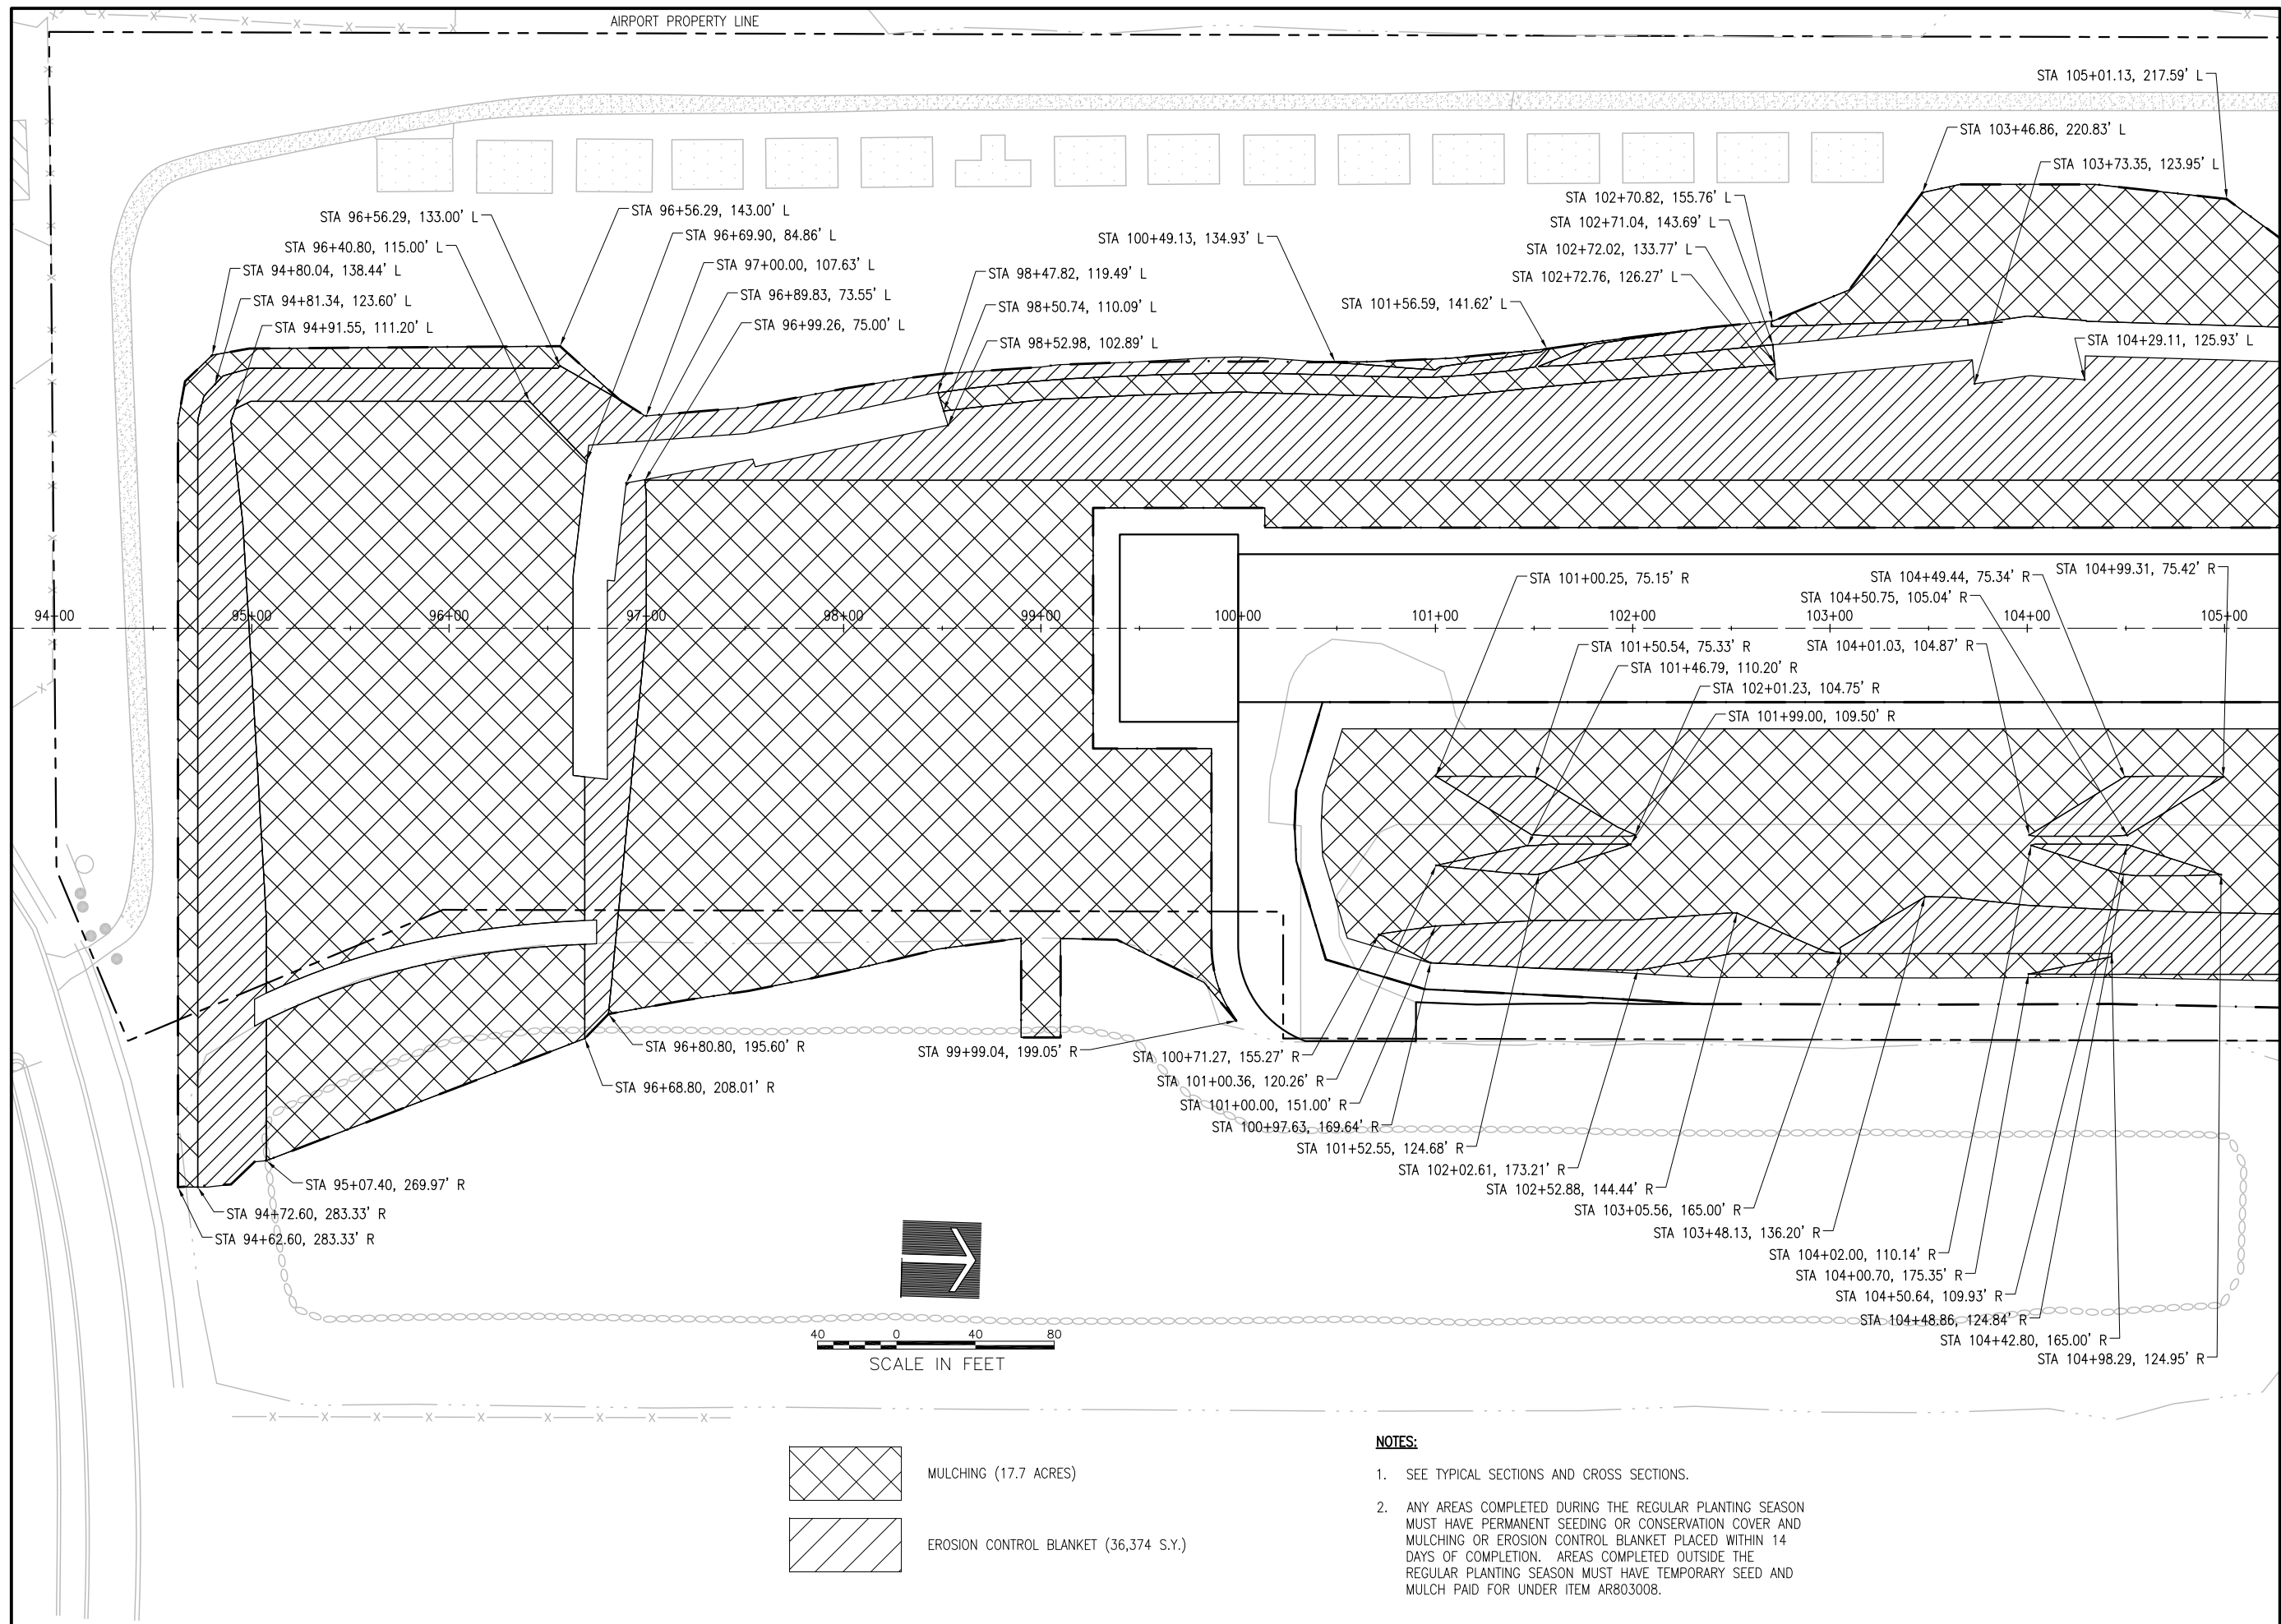 AIRPORT PROPERTY LINE
STA 105+01.13, 217.59' L
STA 103+46.86, 220.83' L
STA 103+73.35, 123.95' L
STA 102+70.82, 155.76' L
STA 96+56.29, 133.00' L
STA 96+56.29, 143.00' L
STA 102+71.04, 143.69' L
STA 96+69.90, 84.86' L
STA 100+49.13, 134.93' L
STA 96+40.80, 115.00' L
STA 102+72.02, 133.77' L
STA 94+80.04, 138.44' L
STA 97+00.00, 107.63' L
STA 98+47.82, 119.49' L
STA 102+72.76, 126.27' L
STA 94+81.34, 123.60' L
STA 96+89.83, 73.55' L
STA 98+50.74, 110.09' L
STA 101+56.59, 141.62' L
STA 94+91.55, 111.20' L
STA 96+99.26, 75.00' L
STA 98+52.98, 102.89' L
STA 104+29.11, 125.93' L
STA 101+00.25, 75.15' R
STA 104+49.44, 75.34' R
STA 104+99.31, 75.42' R
STA 104+50.75, 105.04' R
94+00 95+00 96+00 97+00 98+00 99+00 100+00 101+00 102+00 103+00 104+00 105+00
STA 101+50.54, 75.33' R
STA 104+01.03, 104.87' R
STA 101+46.79, 110.20' R
STA 102+01.23, 104.75' R
STA 101+99.00, 109.50' R
STA 96+80.80, 195.60' R
STA 99+99.04, 199.05' R
STA 100+71.27, 155.27' R
STA 96+68.80, 208.01' R
STA 101+00.36, 120.26' R
STA 101+00.00, 151.00' R
STA 100+97.63, 169.64' R
STA 101+52.55, 124.68' R
STA 102+02.61, 173.21' R
STA 95+07.40, 269.97' R
STA 102+52.88, 144.44' R
STA 94+72.60, 283.33' R
STA 103+05.56, 165.00' R
STA 94+62.60, 283.33' R
STA 103+48.13, 136.20' R
STA 104+02.00, 110.14' R
STA 104+00.70, 175.35' R
STA 104+50.64, 109.93' R
STA 104+48.86, 124.84' R
STA 104+42.80, 165.00' R
STA 104+98.29, 124.95' R
40 0 40 80
SCALE IN FEET
MULCHING (17.7 ACRES)
EROSION CONTROL BLANKET (36,374 S.Y.)
NOTES:
1. SEE TYPICAL SECTIONS AND CROSS SECTIONS.
2. ANY AREAS COMPLETED DURING THE REGULAR PLANTING SEASON
MUST HAVE PERMANENT SEEDING OR CONSERVATION COVER AND
MULCHING OR EROSION CONTROL BLANKET PLACED WITHIN 14
DAYS OF COMPLETION. AREAS COMPLETED OUTSIDE THE
REGULAR PLANTING SEASON MUST HAVE TEMPORARY SEED AND
MULCH PAID FOR UNDER ITEM AR803008.